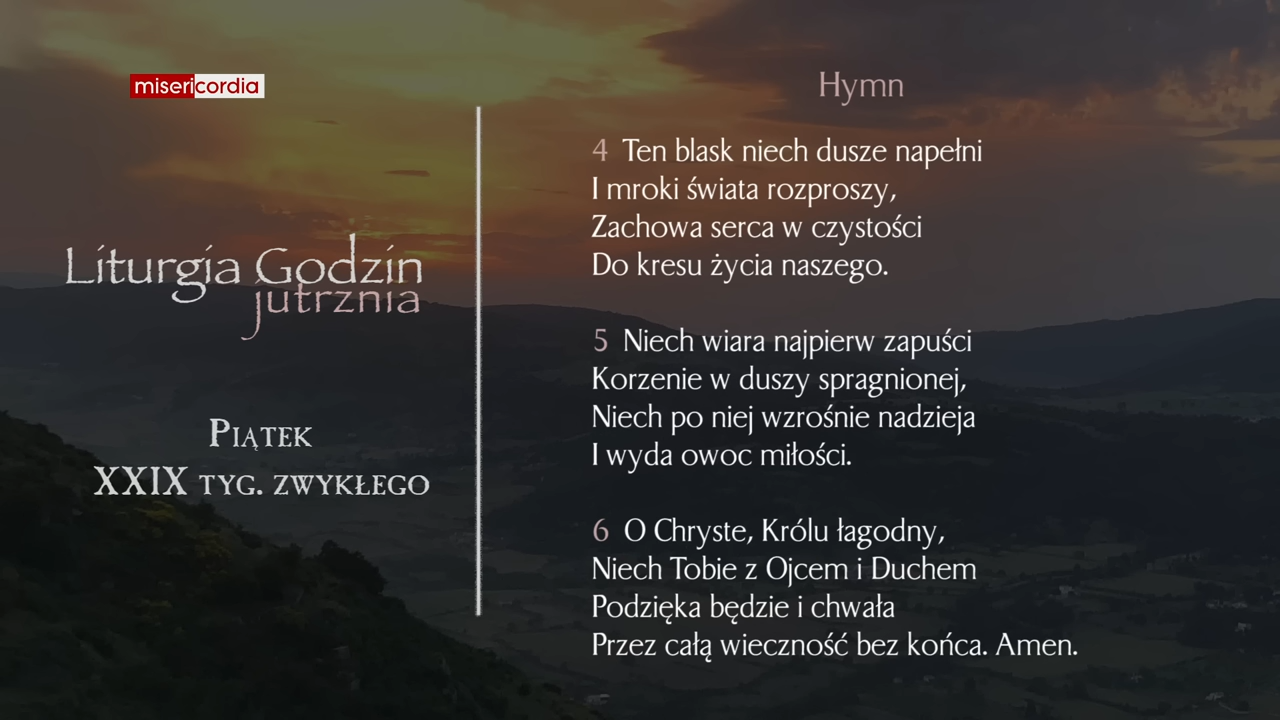 misericordia
Liturgia Godzin
jutrznia
Piątek
XXIX tyg. zwykłego
Hymn
4 Ten blask niech dusze napełni
I mroki świata rozproszy,
Zachowa serca w czystości
Do kresu życia naszego.
5 Niech wiara najpierw zapuści
Korzenie w duszy spragnionej,
Niech po niej wzrośnie nadzieja
I wyda owoc miłości.
6 O Chryste, Królu łagodny,
Niech Tobie z Ojcem i Duchem
Podzięka będzie i chwała
Przez całą wieczność bez końca. Amen.